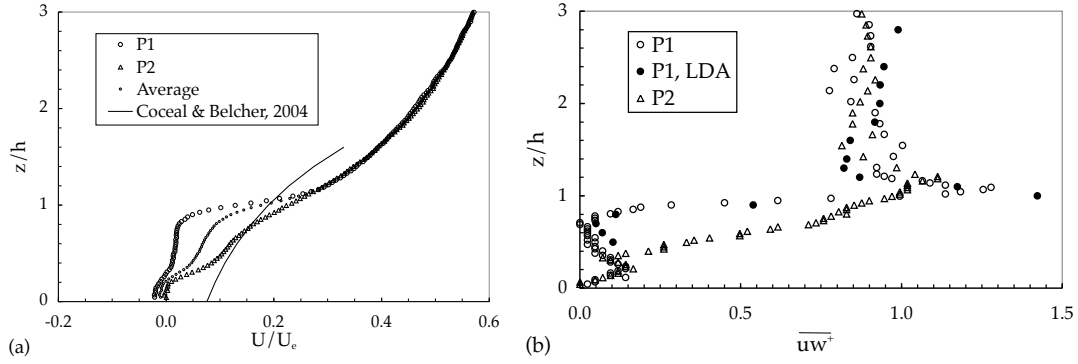 (a)
3
2
1
0
z/h
P1
P2
Average
Coceal & Belcher, 2004
-0.2
0.0
0.2
0.4
0.6
U/Uₑ
(b)
3
2
1
0
z/h
P1
P1, LDA
P2
0.0
0.5
1.0
1.5
uw⁺